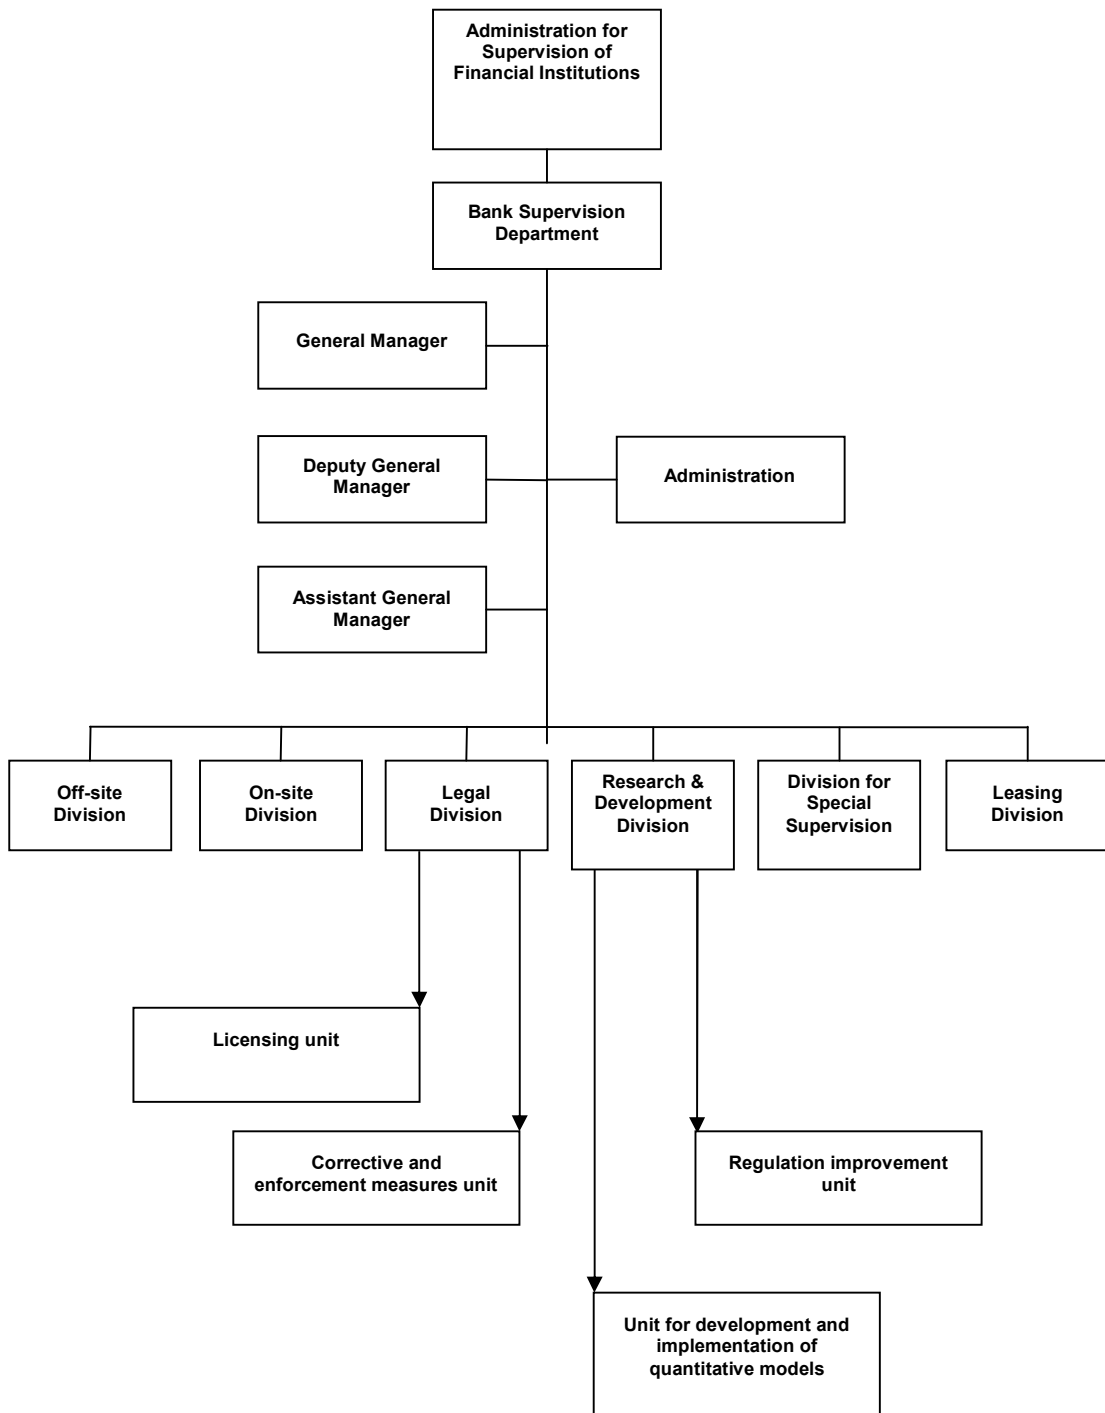 Administration for
Supervision of
Financial Institutions
Bank Supervision
Department
General Manager
Deputy General
Manager
Administration
Assistant General
Manager
Off-site
Division
On-site
Division
Legal
Division
Research &
Development
Division
Division for
Special
Supervision
Leasing
Division
Licensing unit
Corrective and
enforcement measures unit
Regulation improvement
unit
Unit for development and
implementation of
quantitative models